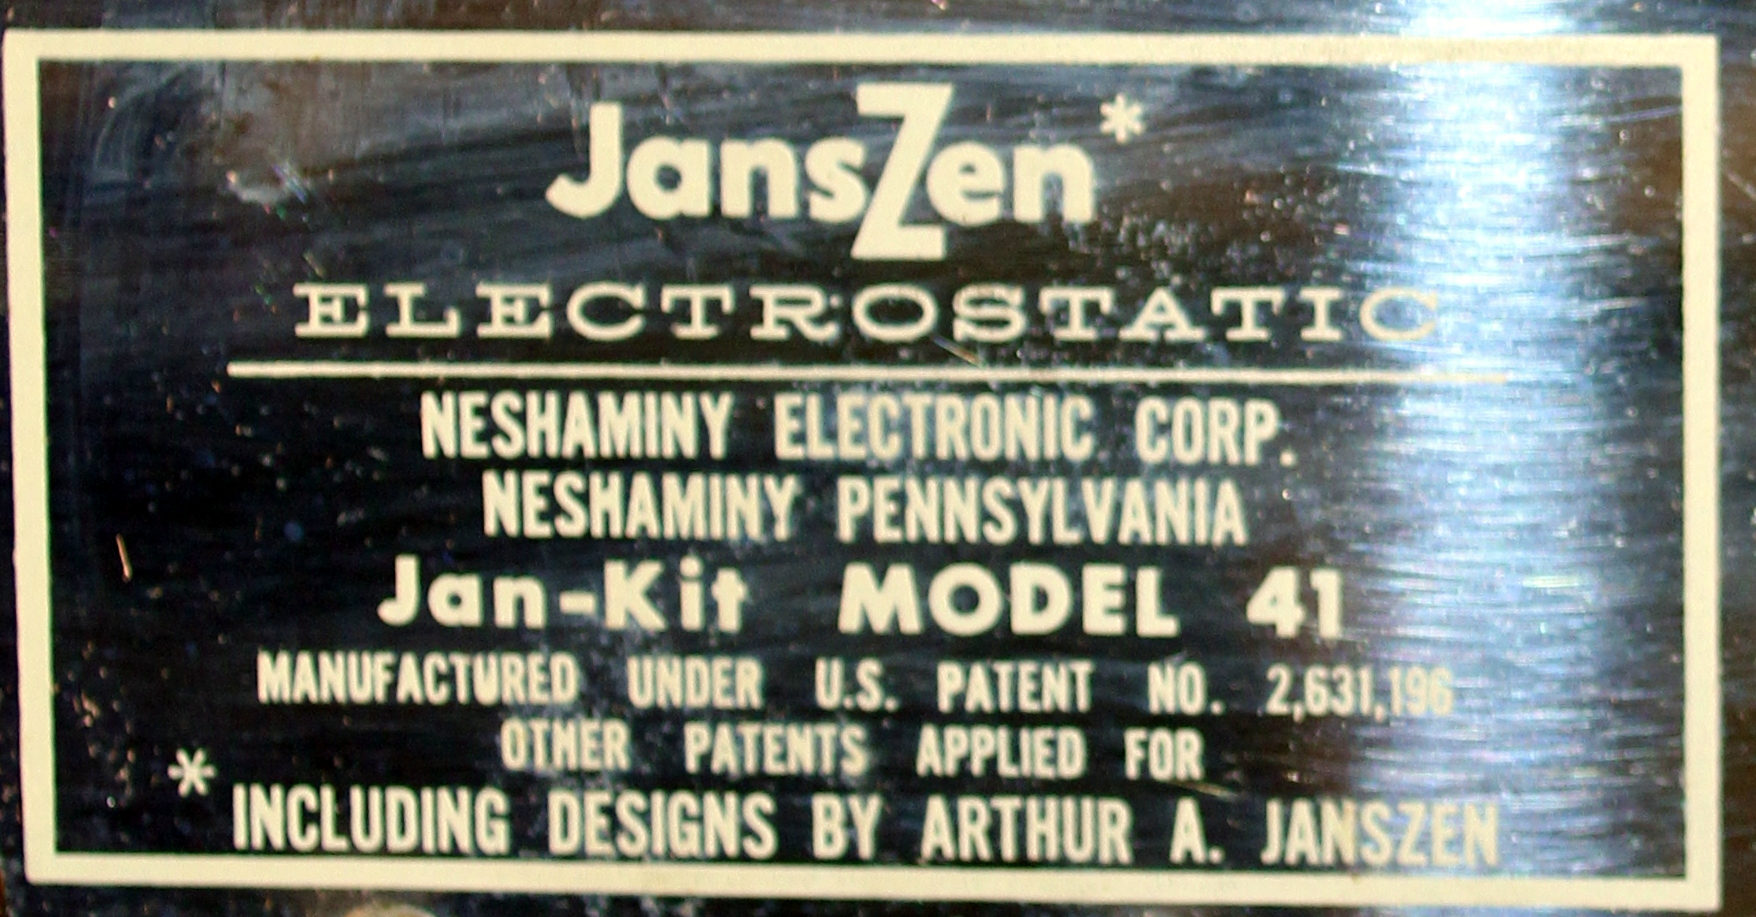 JansZen*
ELECTROSTATIC
NESHAMINY ELECTRONIC CORP.
NESHAMINY PENNSYLVANIA
Jan-Kit MODEL 41
MANUFACTURED UNDER U.S. PATENT NO. 2,631,196
OTHER PATENTS APPLIED FOR
* INCLUDING DESIGNS BY ARTHUR A. JANSZEN